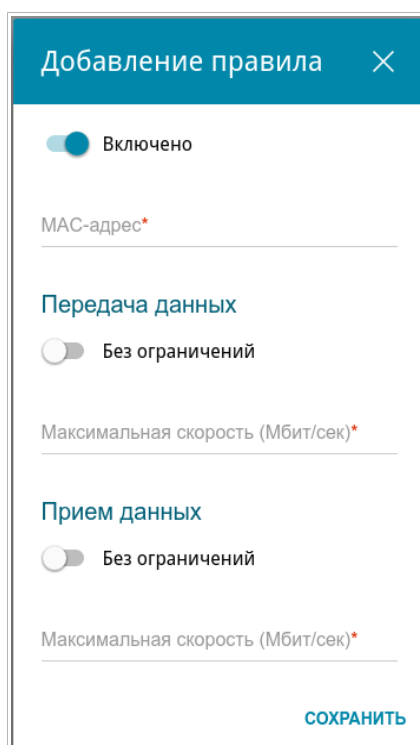 Добавление правила
Включено
MAC-адрес*
Передача данных
Без ограничений
Максимальная скорость (Мбит/сек)*
Прием данных
Без ограничений
Максимальная скорость (Мбит/сек)*
СОХРАНИТЬ